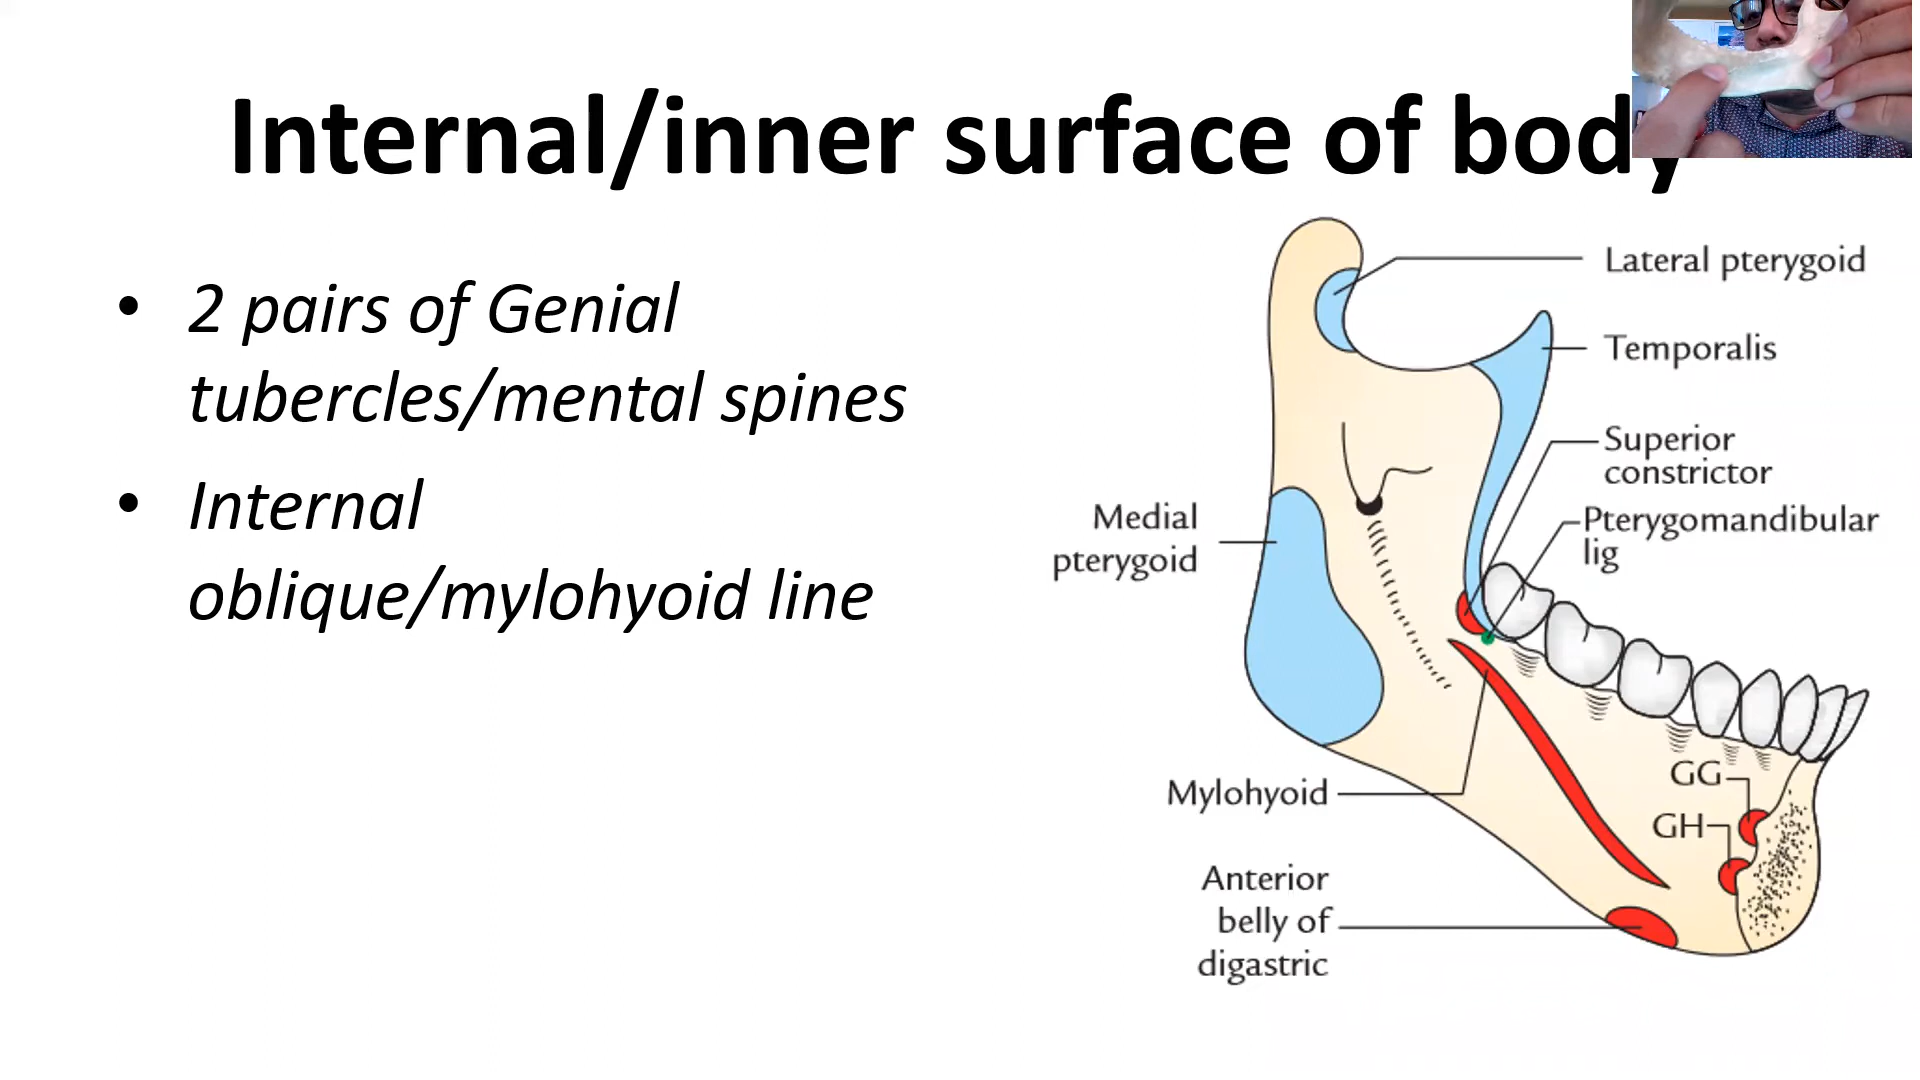 Internal/inner surface of body
• 2 pairs of Genial
tubercles/mental spines
• Internal
oblique/mylohyoid line
Lateral pterygoid
Temporalis
Superior
constrictor
Pterygomandibular
lig
Medial
pterygoid
Mylohyoid
GG
GH
Anterior
belly of
digastric